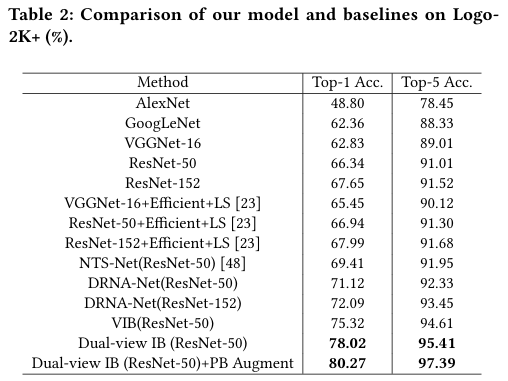 Table 2: Comparison of our model and baselines on Logo-
2K+ (%).
Method Top-1 Acc. Top-5 Acc.
AlexNet 48.80 78.45
GoogLeNet 62.36 88.33
VGGNet-16 62.83 89.01
ResNet-50 66.34 91.01
ResNet-152 67.65 91.52
VGGNet-16+Efficient+LS [23] 65.45 90.12
ResNet-50+Efficient+LS [23] 66.94 91.30
ResNet-152+Efficient+LS [23] 67.99 91.68
NTS-Net(ResNet-50) [48] 69.41 91.95
DRNA-Net(ResNet-50) 71.12 92.33
DRNA-Net(ResNet-152) 72.09 93.45
VIB(ResNet-50) 75.32 94.61
Dual-view IB (ResNet-50) 78.02 95.41
Dual-view IB (ResNet-50)+PB Augment 80.27 97.39